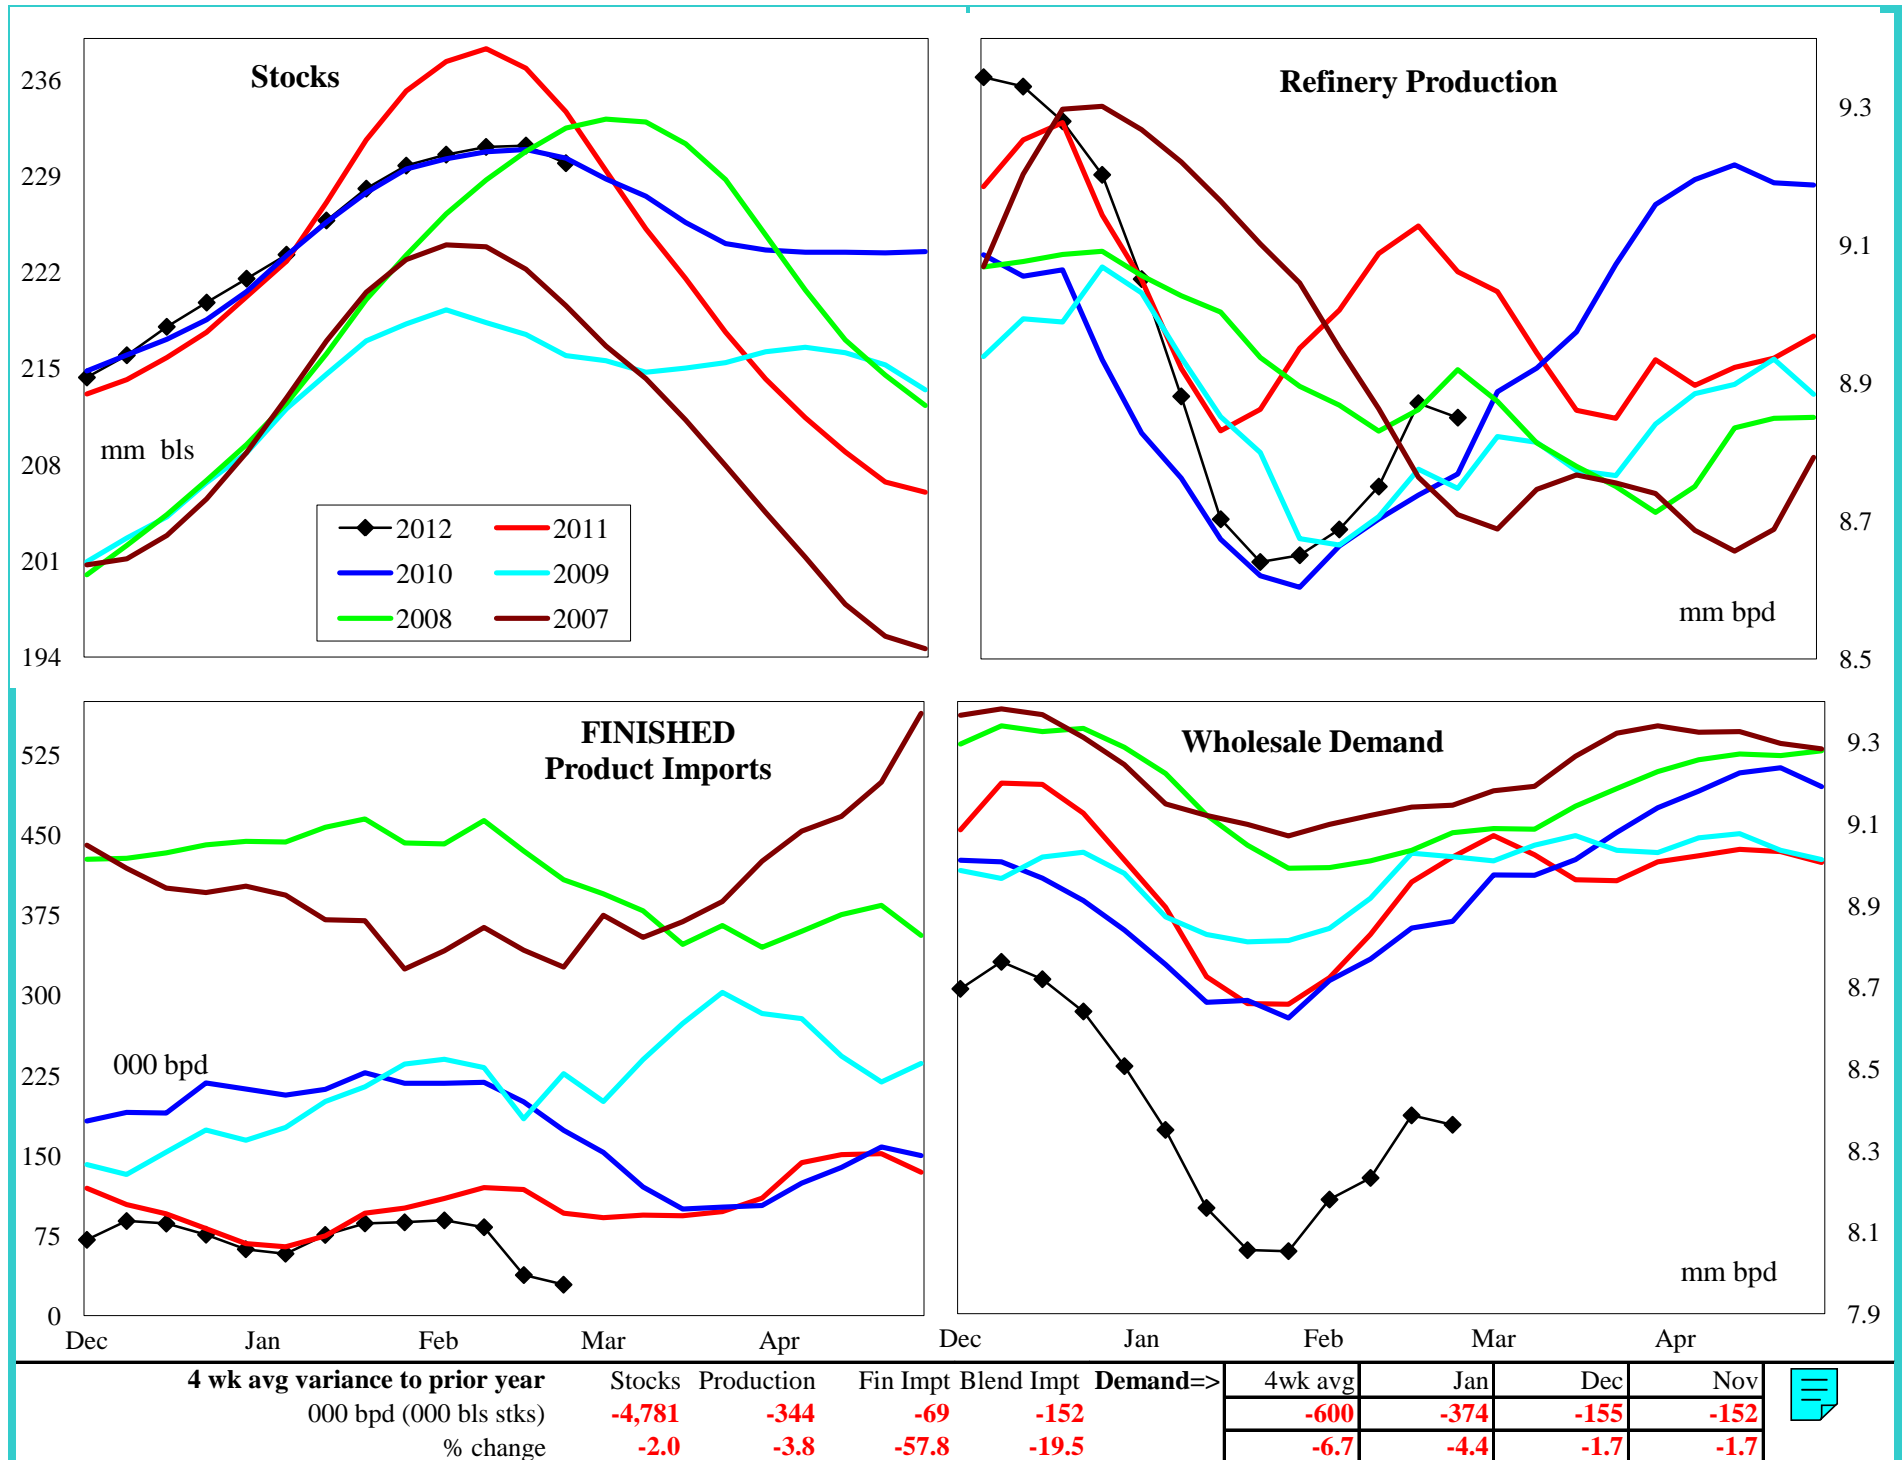 Stocks
236
229
222
215
208
201
194
mm bls
2012 2011
2010 2009
2008 2007
Refinery Production
9.3
9.1
8.9
8.7
8.5
mm bpd
FINISHED
Product Imports
525
450
375
300
225
150
75
0
000 bpd
Dec Jan Feb Mar Apr
Wholesale Demand
9.3
9.1
8.9
8.7
8.5
8.3
8.1
7.9
mm bpd
Dec Jan Feb Mar Apr
4 wk avg variance to prior year Stocks Production Fin Impt Blend Impt Demand=> 4wk avg Jan Dec Nov
000 bpd (000 bls stks) -4,781 -344 -69 -152 -600 -374 -155 -152
% change -2.0 -3.8 -57.8 -19.5 -6.7 -4.4 -1.7 -1.7